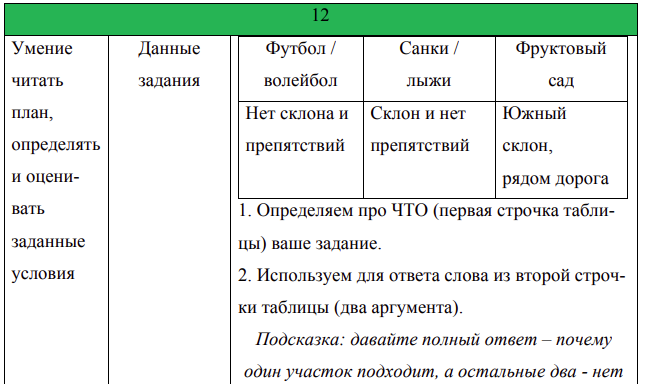 12
Умение
читать
план,
определять
и оцени-
вать
заданные
условия
Данные
задания
Футбол /
волейбол
Санки /
лыжи
Фруктовый
сад
Нет склона и
препятствий
Склон и нет
препятствий
Южный
склон,
рядом дорога
1. Определяем про ЧТО (первая строчка табли-
цы) ваше задание.
2. Используем для ответа слова из второй строч-
ки таблицы (два аргумента).
Подсказка: давайте полный ответ – почему
один участок подходит, а остальные два - нет